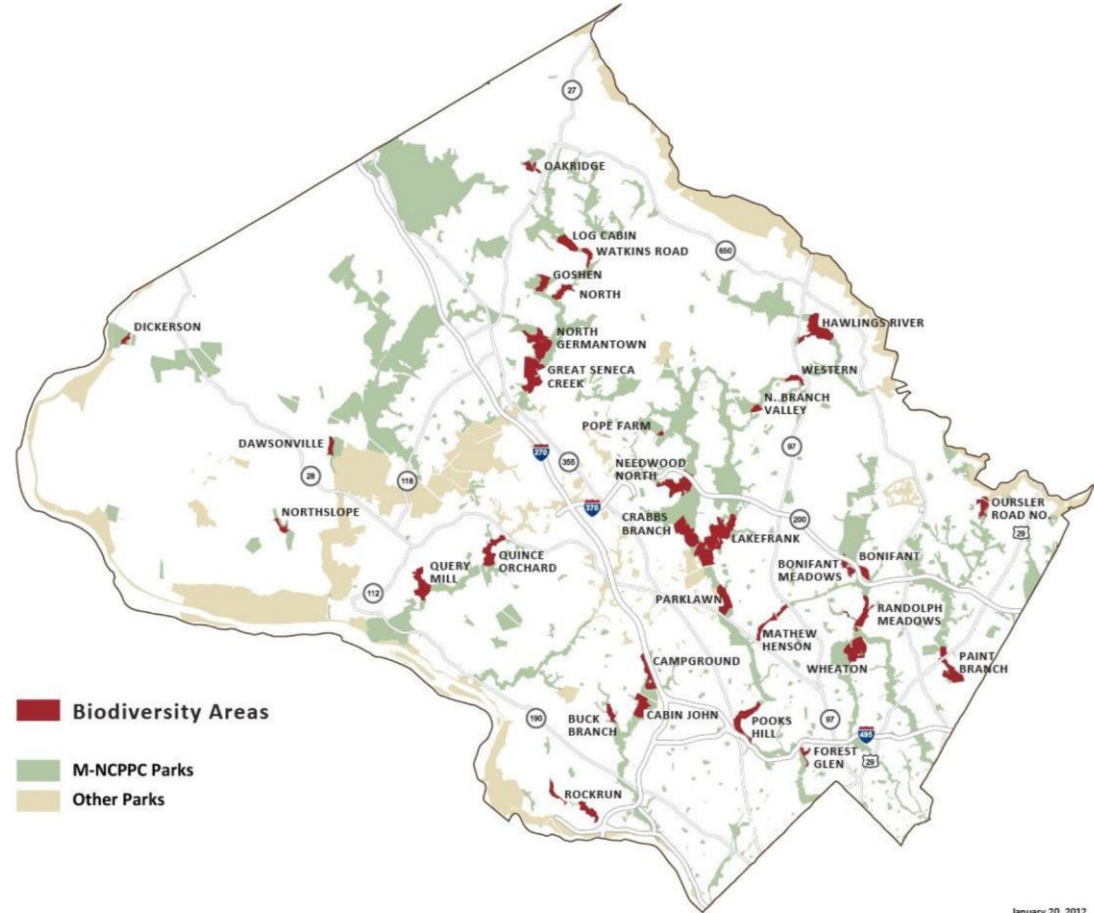 27
OAKRIDGE
LOG CABIN
WATKINS ROAD
650
GOSHEN
NORTH
DICKERSON
HAWLINGS RIVER
NORTH
GERMANTOWN
GREAT SENECA
CREEK
WESTERN
N. BRANCH
VALLEY
POPE FARM
DAWSONVILLE
97
270
355
28
118
NEEDWOOD
NORTH
370
OURSLER
ROAD NO.
29
NORTHSLOPE
CRABBS
BRANCH
LAKEFRANK
200
QUINCE
ORCHARD
BONIFANT
BONIFANT
MEADOWS
QUERY
MILL
112
PARKLAWN
RANDOLPH
MEADOWS
MATHEW
HENSON
WHEATON
PAINT
BRANCH
CAMPGROUND
Biodiversity Areas
190
BUCK
BRANCH
CABIN JOHN
POOKS
HILL
97
495
29
FOREST
GLEN
M-NCPPC Parks
Other Parks
ROCKRUN
January 20, 2012